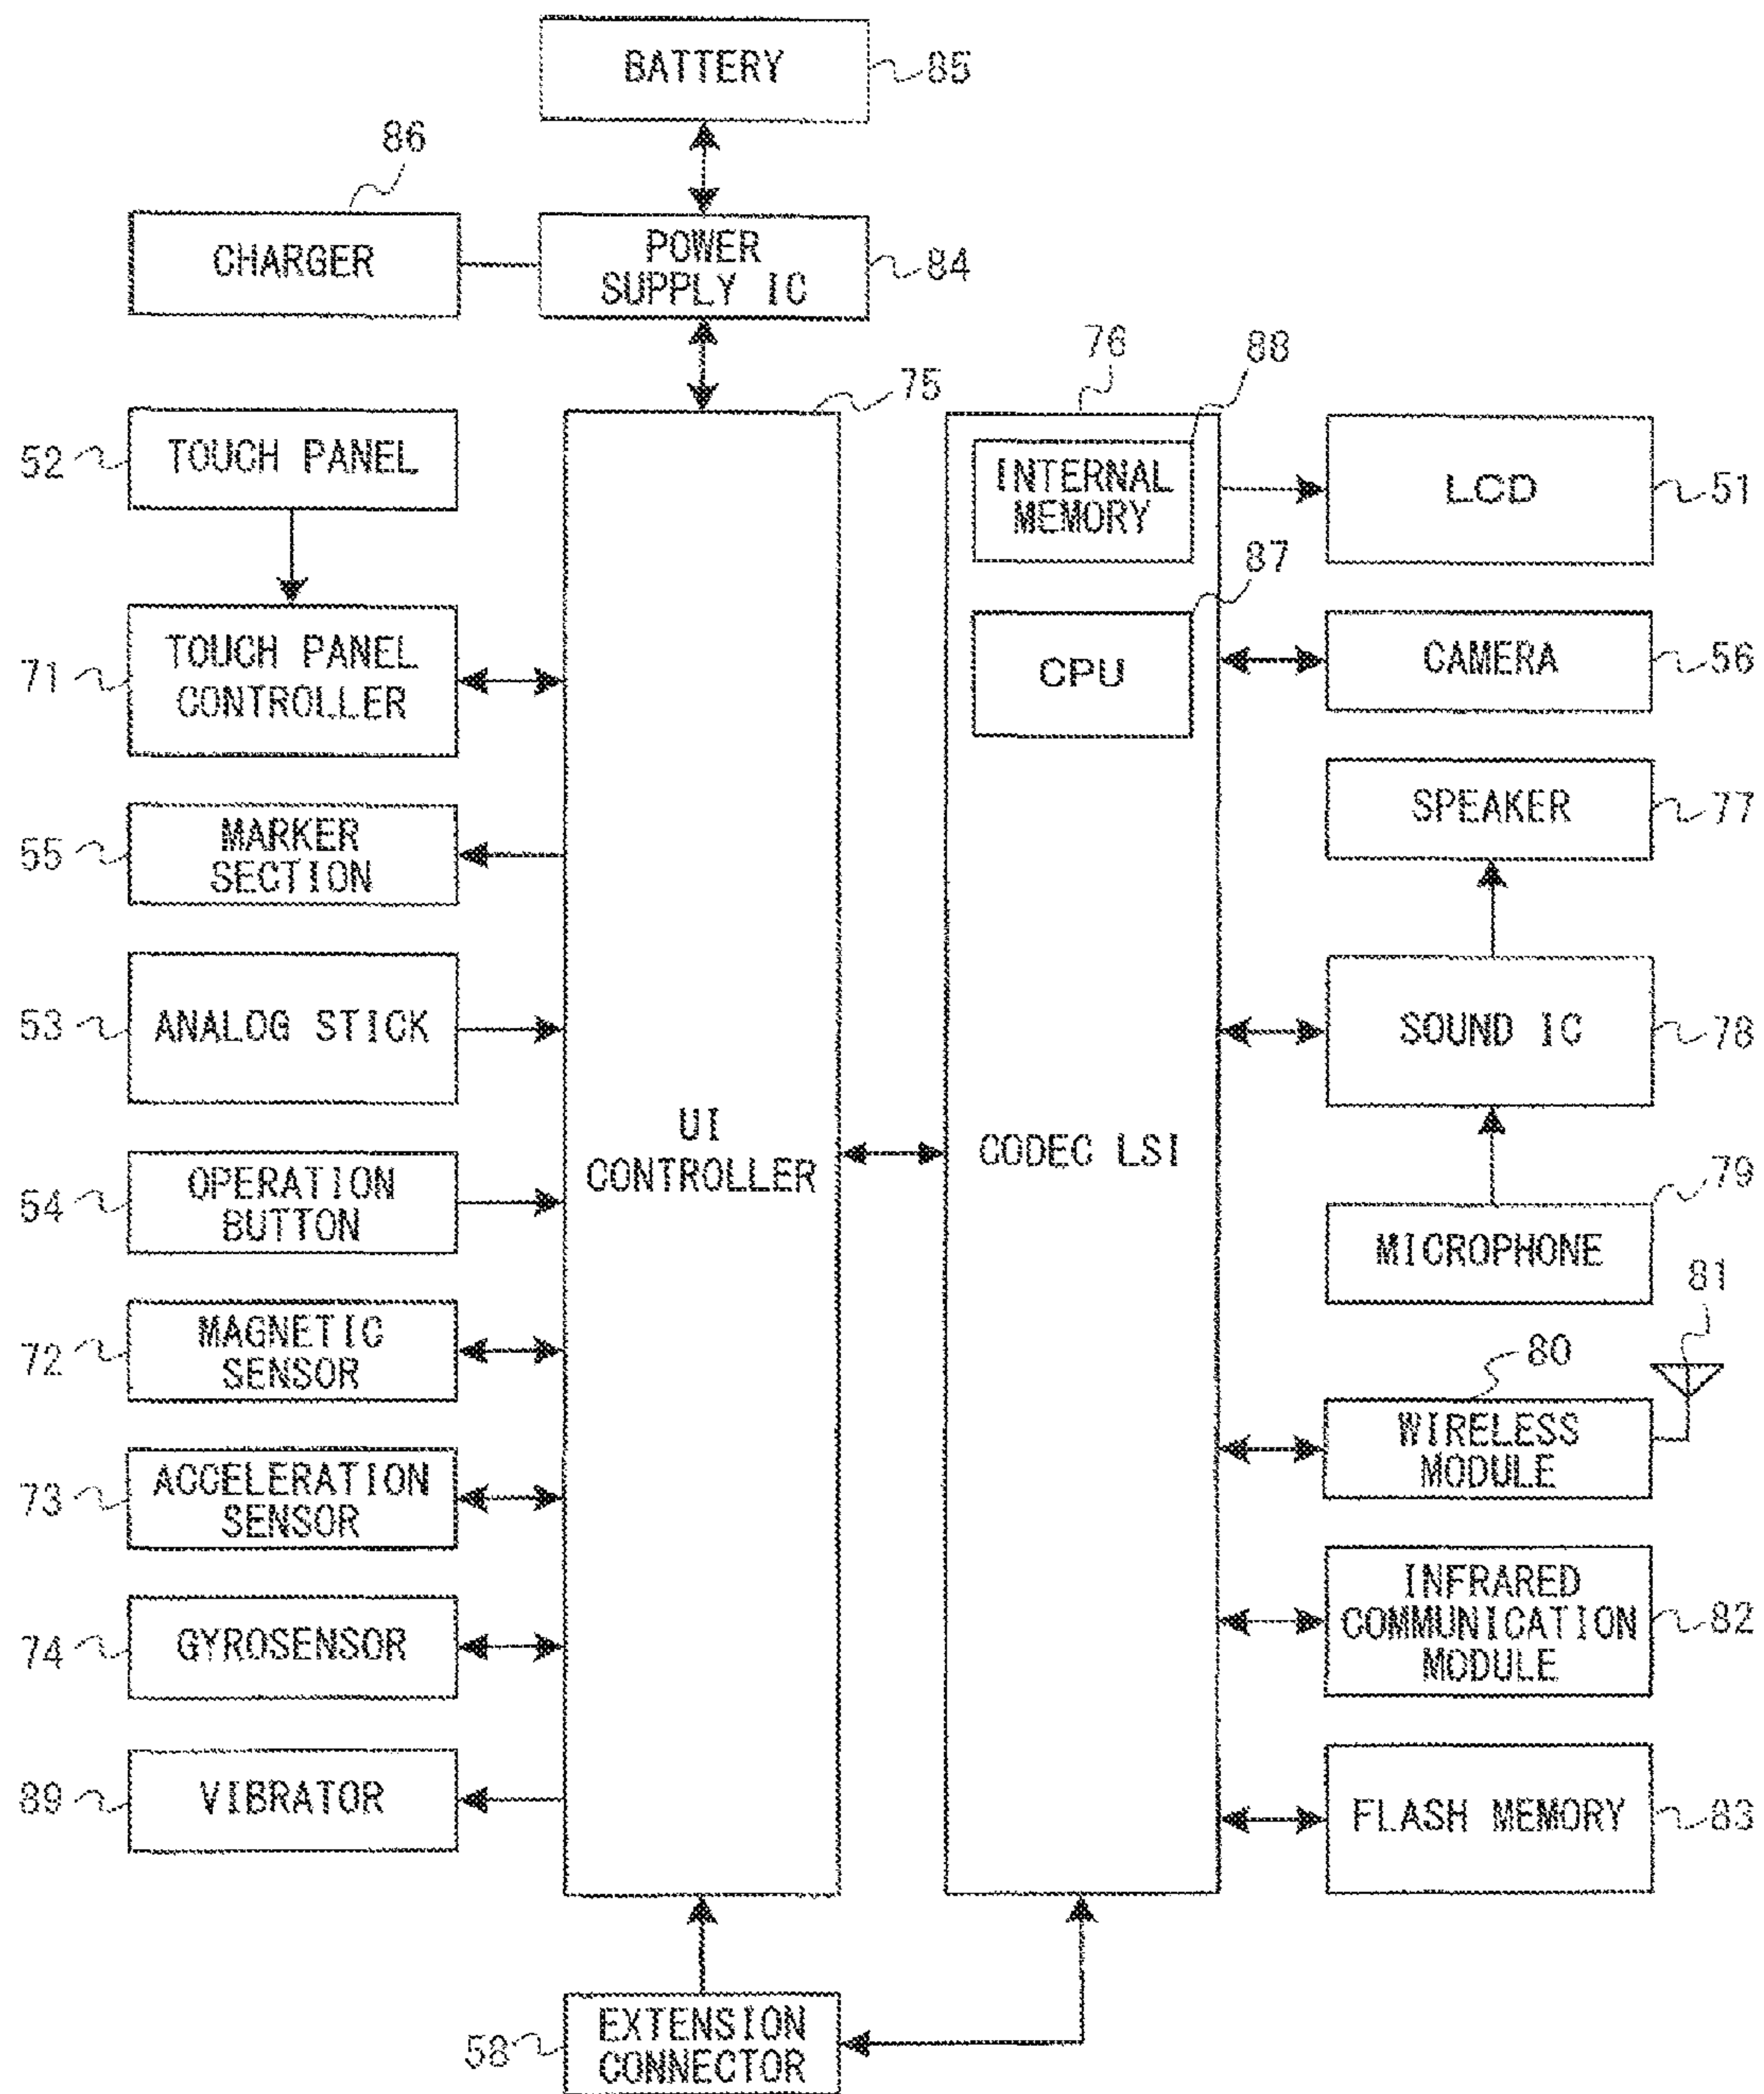 BATTERY
85
86
CHARGER
POWER
SUPPLY IC
84
75
76
88
52
TOUCH PANEL
INTERNAL
MEMORY
LCD
51
87
71
TOUCH PANEL
CONTROLLER
CPU
CAMERA
56
55
MARKER
SECTION
SPEAKER
77
53
ANALOG STICK
SOUND IC
78
UI
CONTROLLER
CODEC LSI
54
OPERATION
BUTTON
79
MICROPHONE
81
72
MAGNETIC
SENSOR
80
WIRELESS
MODULE
73
ACCELERATION
SENSOR
74
GYROSENSOR
INFRARED
COMMUNICATION
MODULE
82
89
VIBRATOR
FLASH MEMORY
83
58
EXTENSION
CONNECTOR